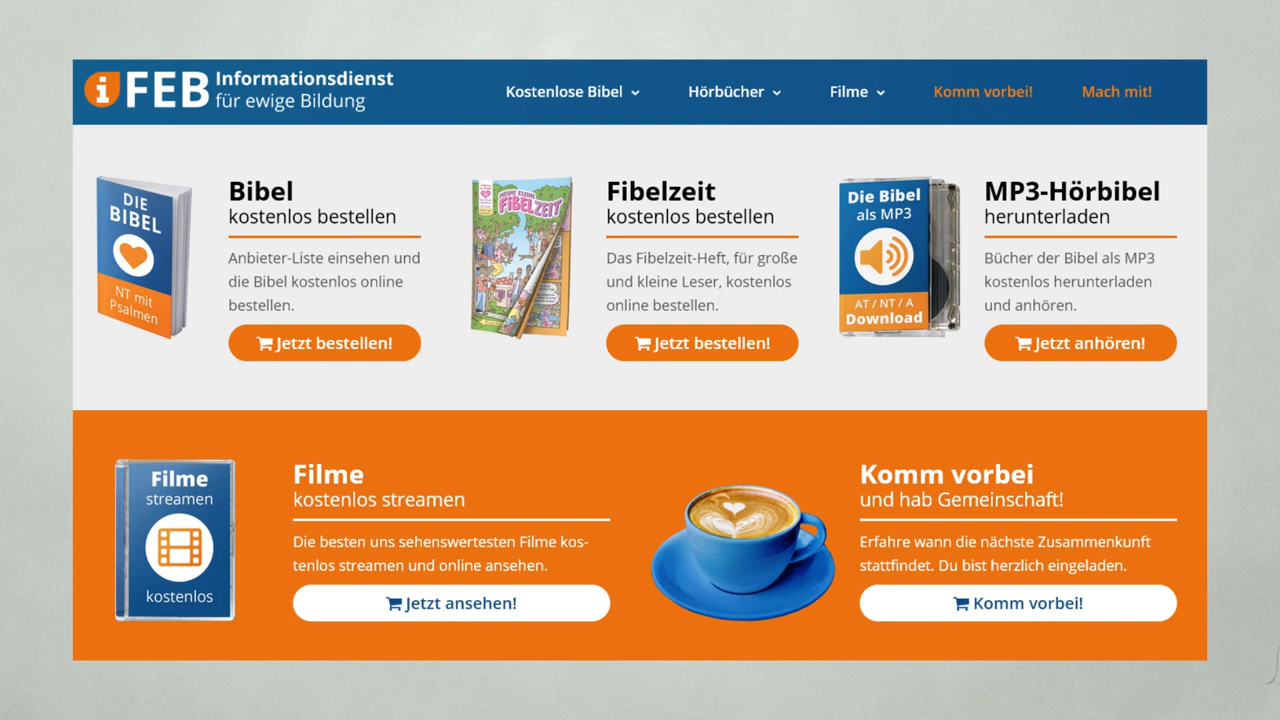 i FEB Informationsdienst
für ewige Bildung
Kostenlose Bibel
Hörbücher
Filme
Komm vorbei!
Mach mit!
DIE
BIBEL
NT mit
Psalmen
Bibel
kostenlos bestellen
Anbieter-Liste einsehen und
die Bibel kostenlos online
bestellen.
Jetzt bestellen!
MEINE KLEINE
FIBELZEIT
Fibelzeit
kostenlos bestellen
Das Fibelzeit-Heft, für große
und kleine Leser, kostenlos
online bestellen.
Jetzt bestellen!
Die Bibel
als MP3
AT / NT / A
Download
MP3-Hörbibel
herunterladen
Bücher der Bibel als MP3
kostenlos herunterladen
und anhören.
Jetzt anhören!
Filme
streamen
kostenlos
Filme
kostenlos streamen
Die besten uns sehenswertesten Filme kos-
tenlos streamen und online ansehen.
Jetzt ansehen!
Komm vorbei
und hab Gemeinschaft!
Erfahre wann die nächste Zusammenkunft
stattfindet. Du bist herzlich eingeladen.
Komm vorbei!